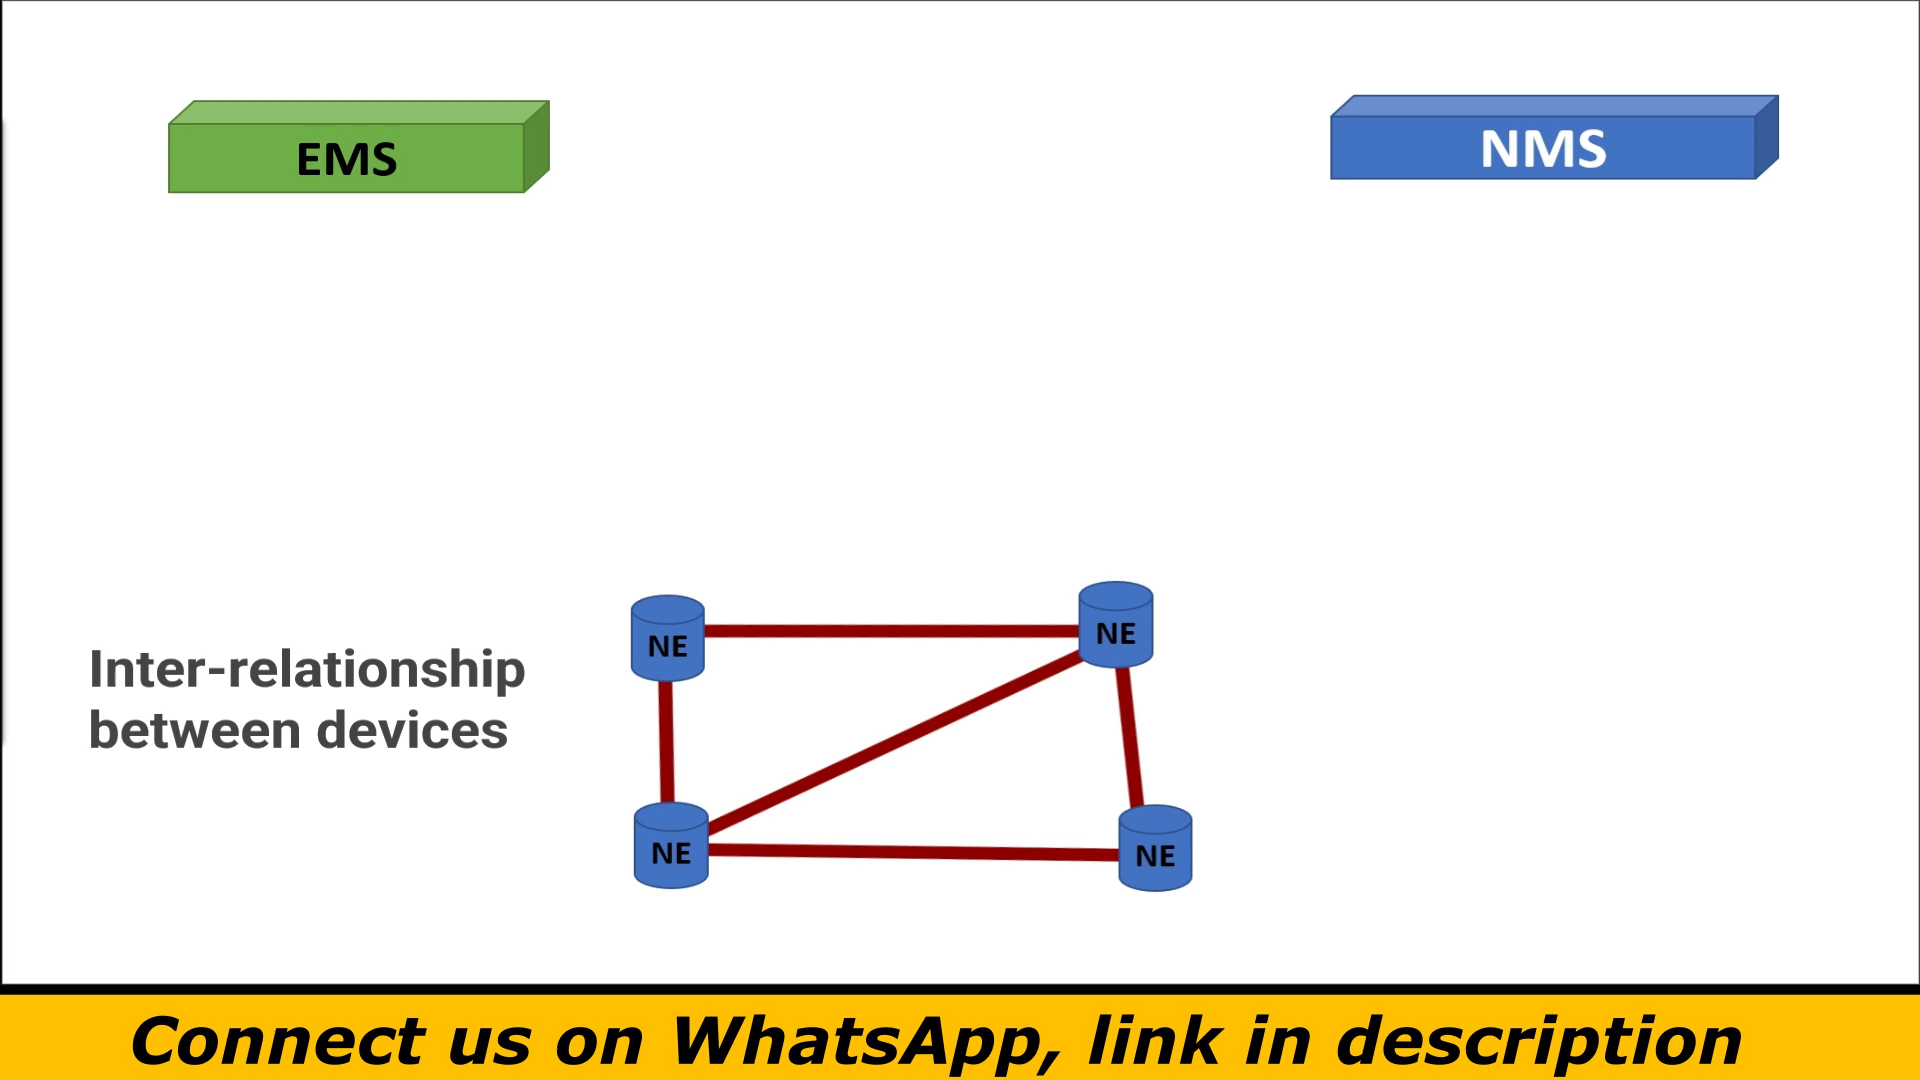 EMS
NMS
NE
NE
Inter-relationship
between devices
NE
NE
Connect us on WhatsApp, link in description